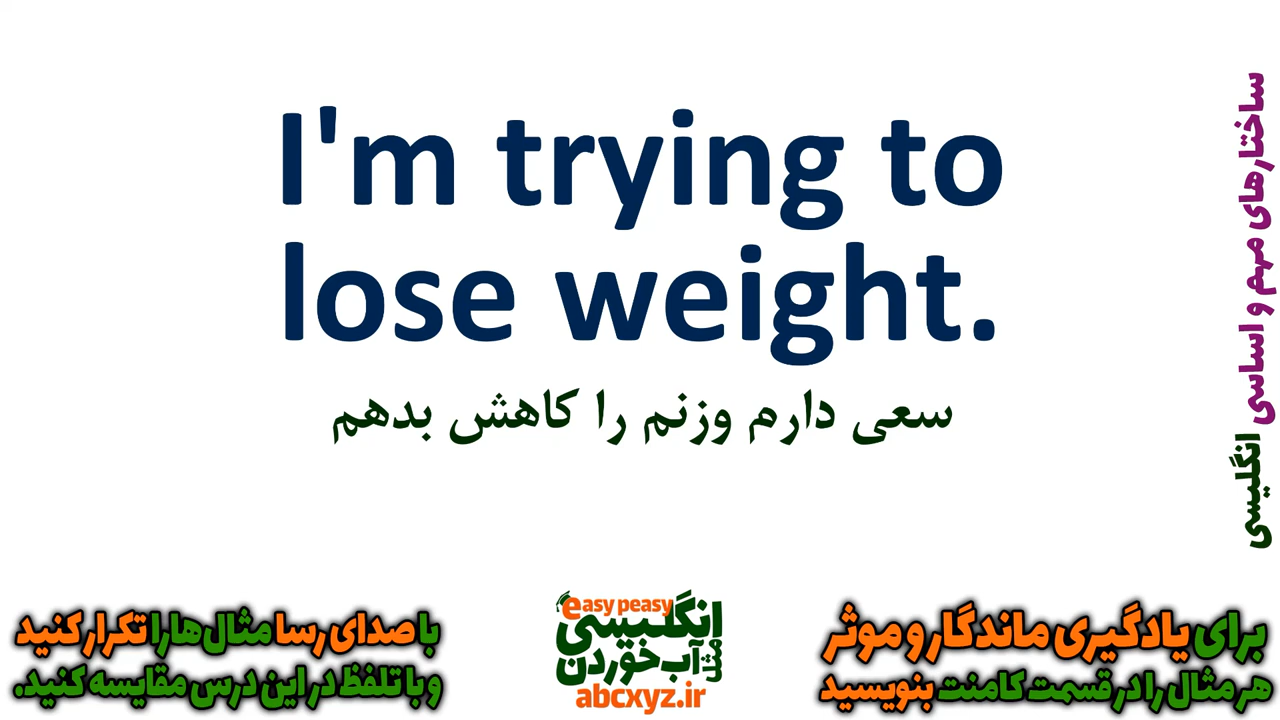 I'm trying to
lose weight.
سعی دارم وزنم را کاهش بدهم
ساختارهای مهم و اساسی انگلیسی
با صدای رسا مثال‌ها را تکرار کنید
و با تلفظ در این درس مقایسه کنید.
easy peasy
انگلیسی
مثل آب خوردن
abcxyz.ir
برای یادگیری ماندگار و موثر
هر مثال را در قسمت کامنت بنویسید